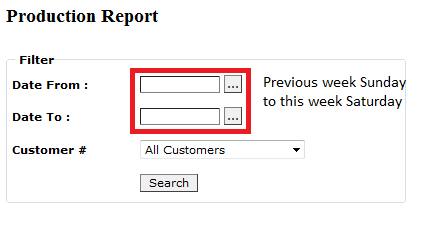 Production Report
Filter
Date From :
...
Previous week Sunday
to this week Saturday
Date To :
...
Customer #
All Customers
Search